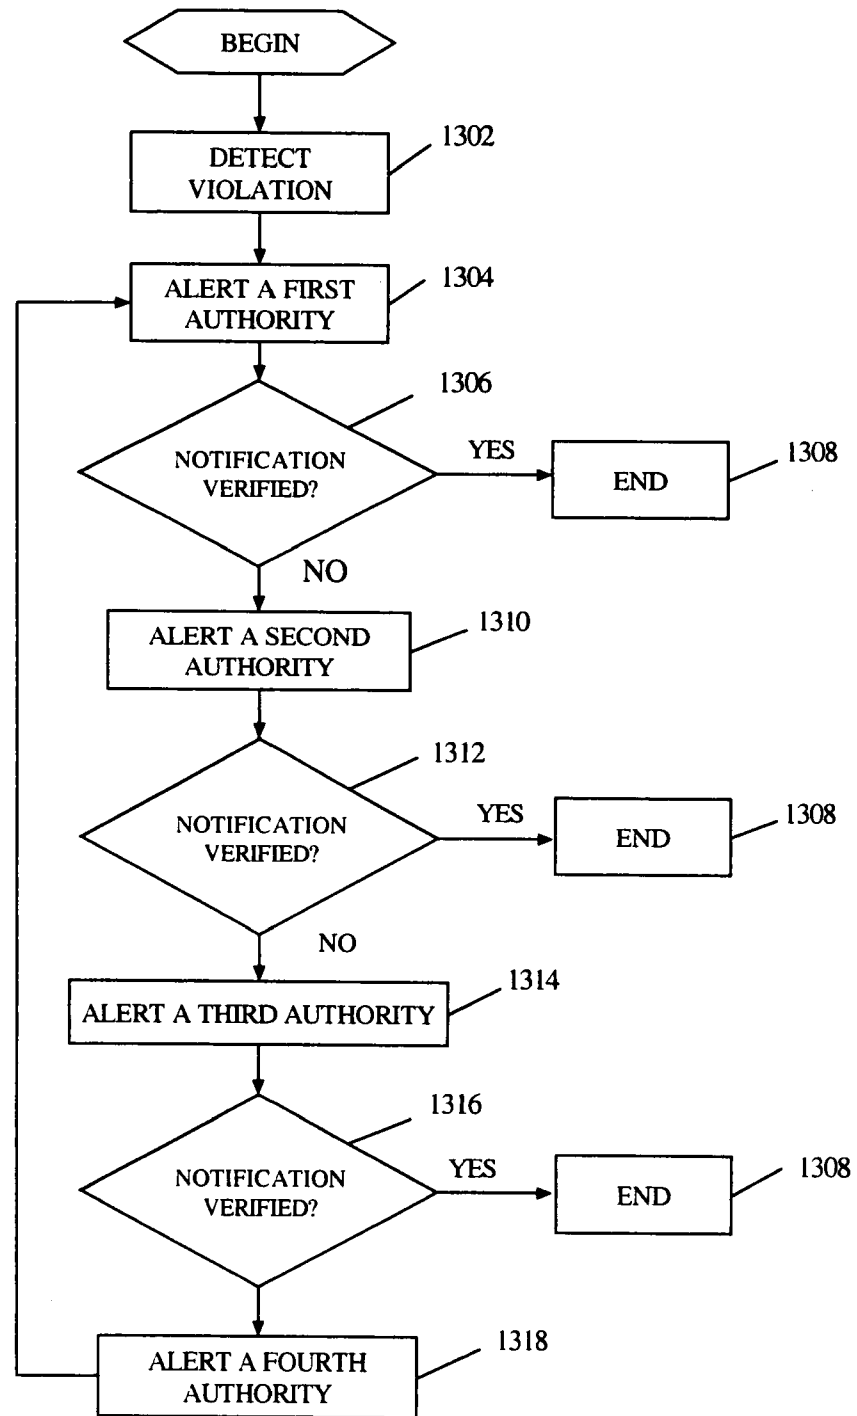 BEGIN
1302
DETECT
VIOLATION
1304
ALERT A FIRST
AUTHORITY
1306
NOTIFICATION
VERIFIED?
YES
END
1308
NO
1310
ALERT A SECOND
AUTHORITY
1312
NOTIFICATION
VERIFIED?
YES
END
1308
NO
1314
ALERT A THIRD AUTHORITY
1316
NOTIFICATION
VERIFIED?
YES
END
1308
1318
ALERT A FOURTH
AUTHORITY